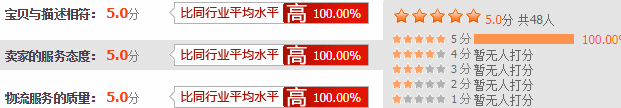 宝贝与描述相符： 5.0分 比同行业平均水平 高 100.00%
卖家的服务态度： 5.0分 比同行业平均水平 高 100.00%
物流服务的质量： 5.0分 比同行业平均水平 高 100.00%
5.0分 共48人
5 分 100.00%
4 分 暂无人打分
3 分 暂无人打分
2 分 暂无人打分
1 分 暂无人打分